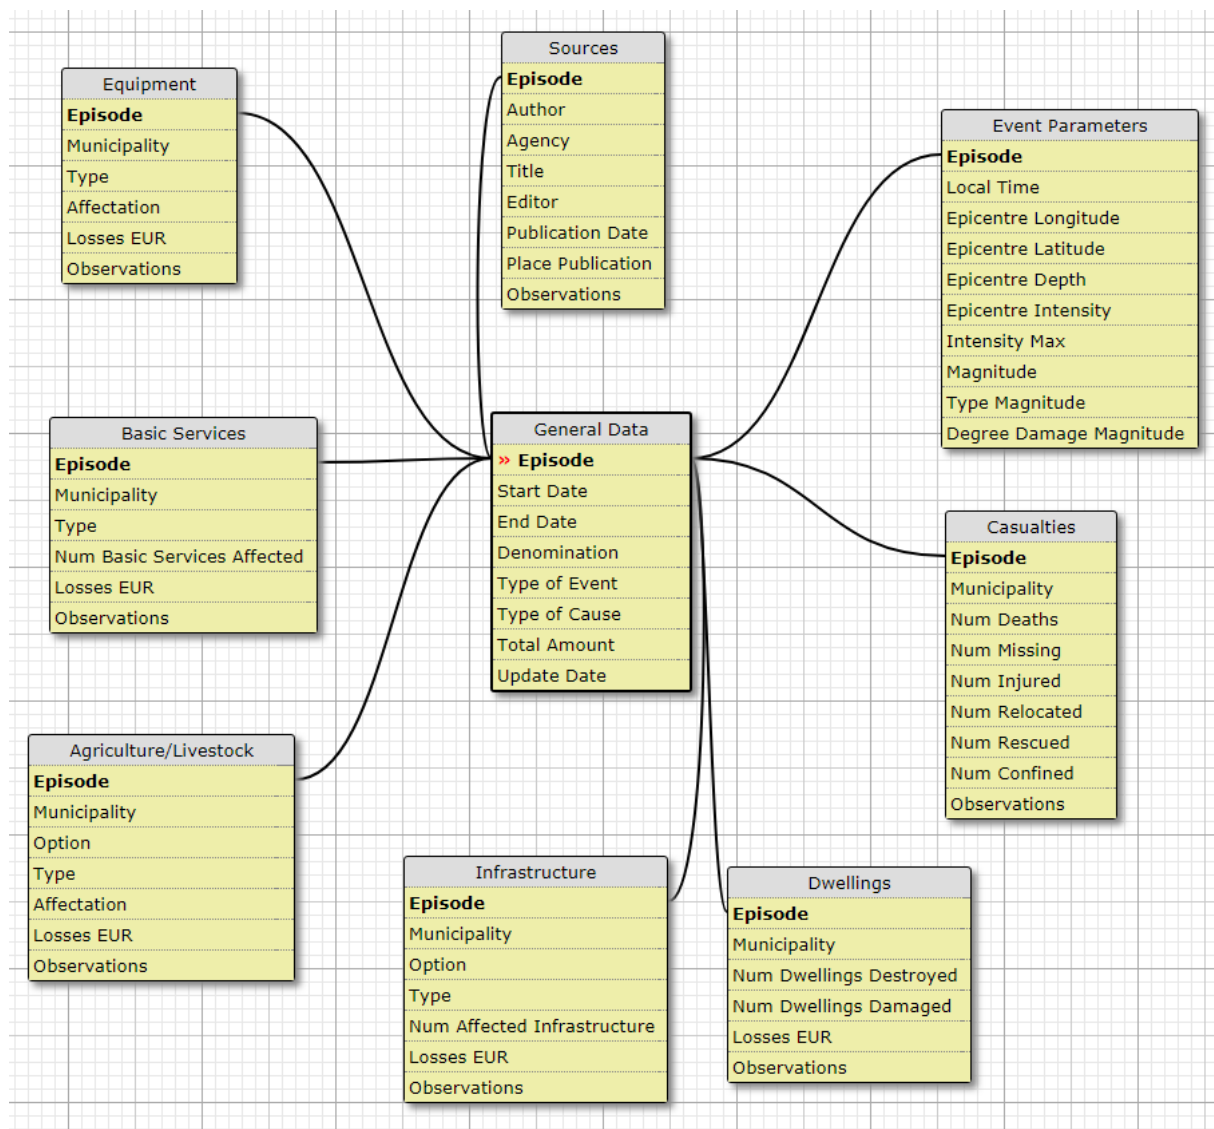 Sources
Episode
Author
Agency
Title
Editor
Publication Date
Place Publication
Observations
Equipment
Episode
Municipality
Type
Affectation
Losses EUR
Observations
Event Parameters
Episode
Local Time
Epicentre Longitude
Epicentre Latitude
Epicentre Depth
Epicentre Intensity
Intensity Max
Magnitude
Type Magnitude
Degree Damage Magnitude
Basic Services
Episode
Municipality
Type
Num Basic Services Affected
Losses EUR
Observations
General Data
» Episode
Start Date
End Date
Denomination
Type of Event
Type of Cause
Total Amount
Update Date
Casualties
Episode
Municipality
Num Deaths
Num Missing
Num Injured
Num Relocated
Num Rescued
Num Confined
Observations
Agriculture/Livestock
Episode
Municipality
Option
Type
Affectation
Losses EUR
Observations
Infrastructure
Episode
Municipality
Option
Type
Num Affected Infrastructure
Losses EUR
Observations
Dwellings
Episode
Municipality
Num Dwellings Destroyed
Num Dwellings Damaged
Losses EUR
Observations